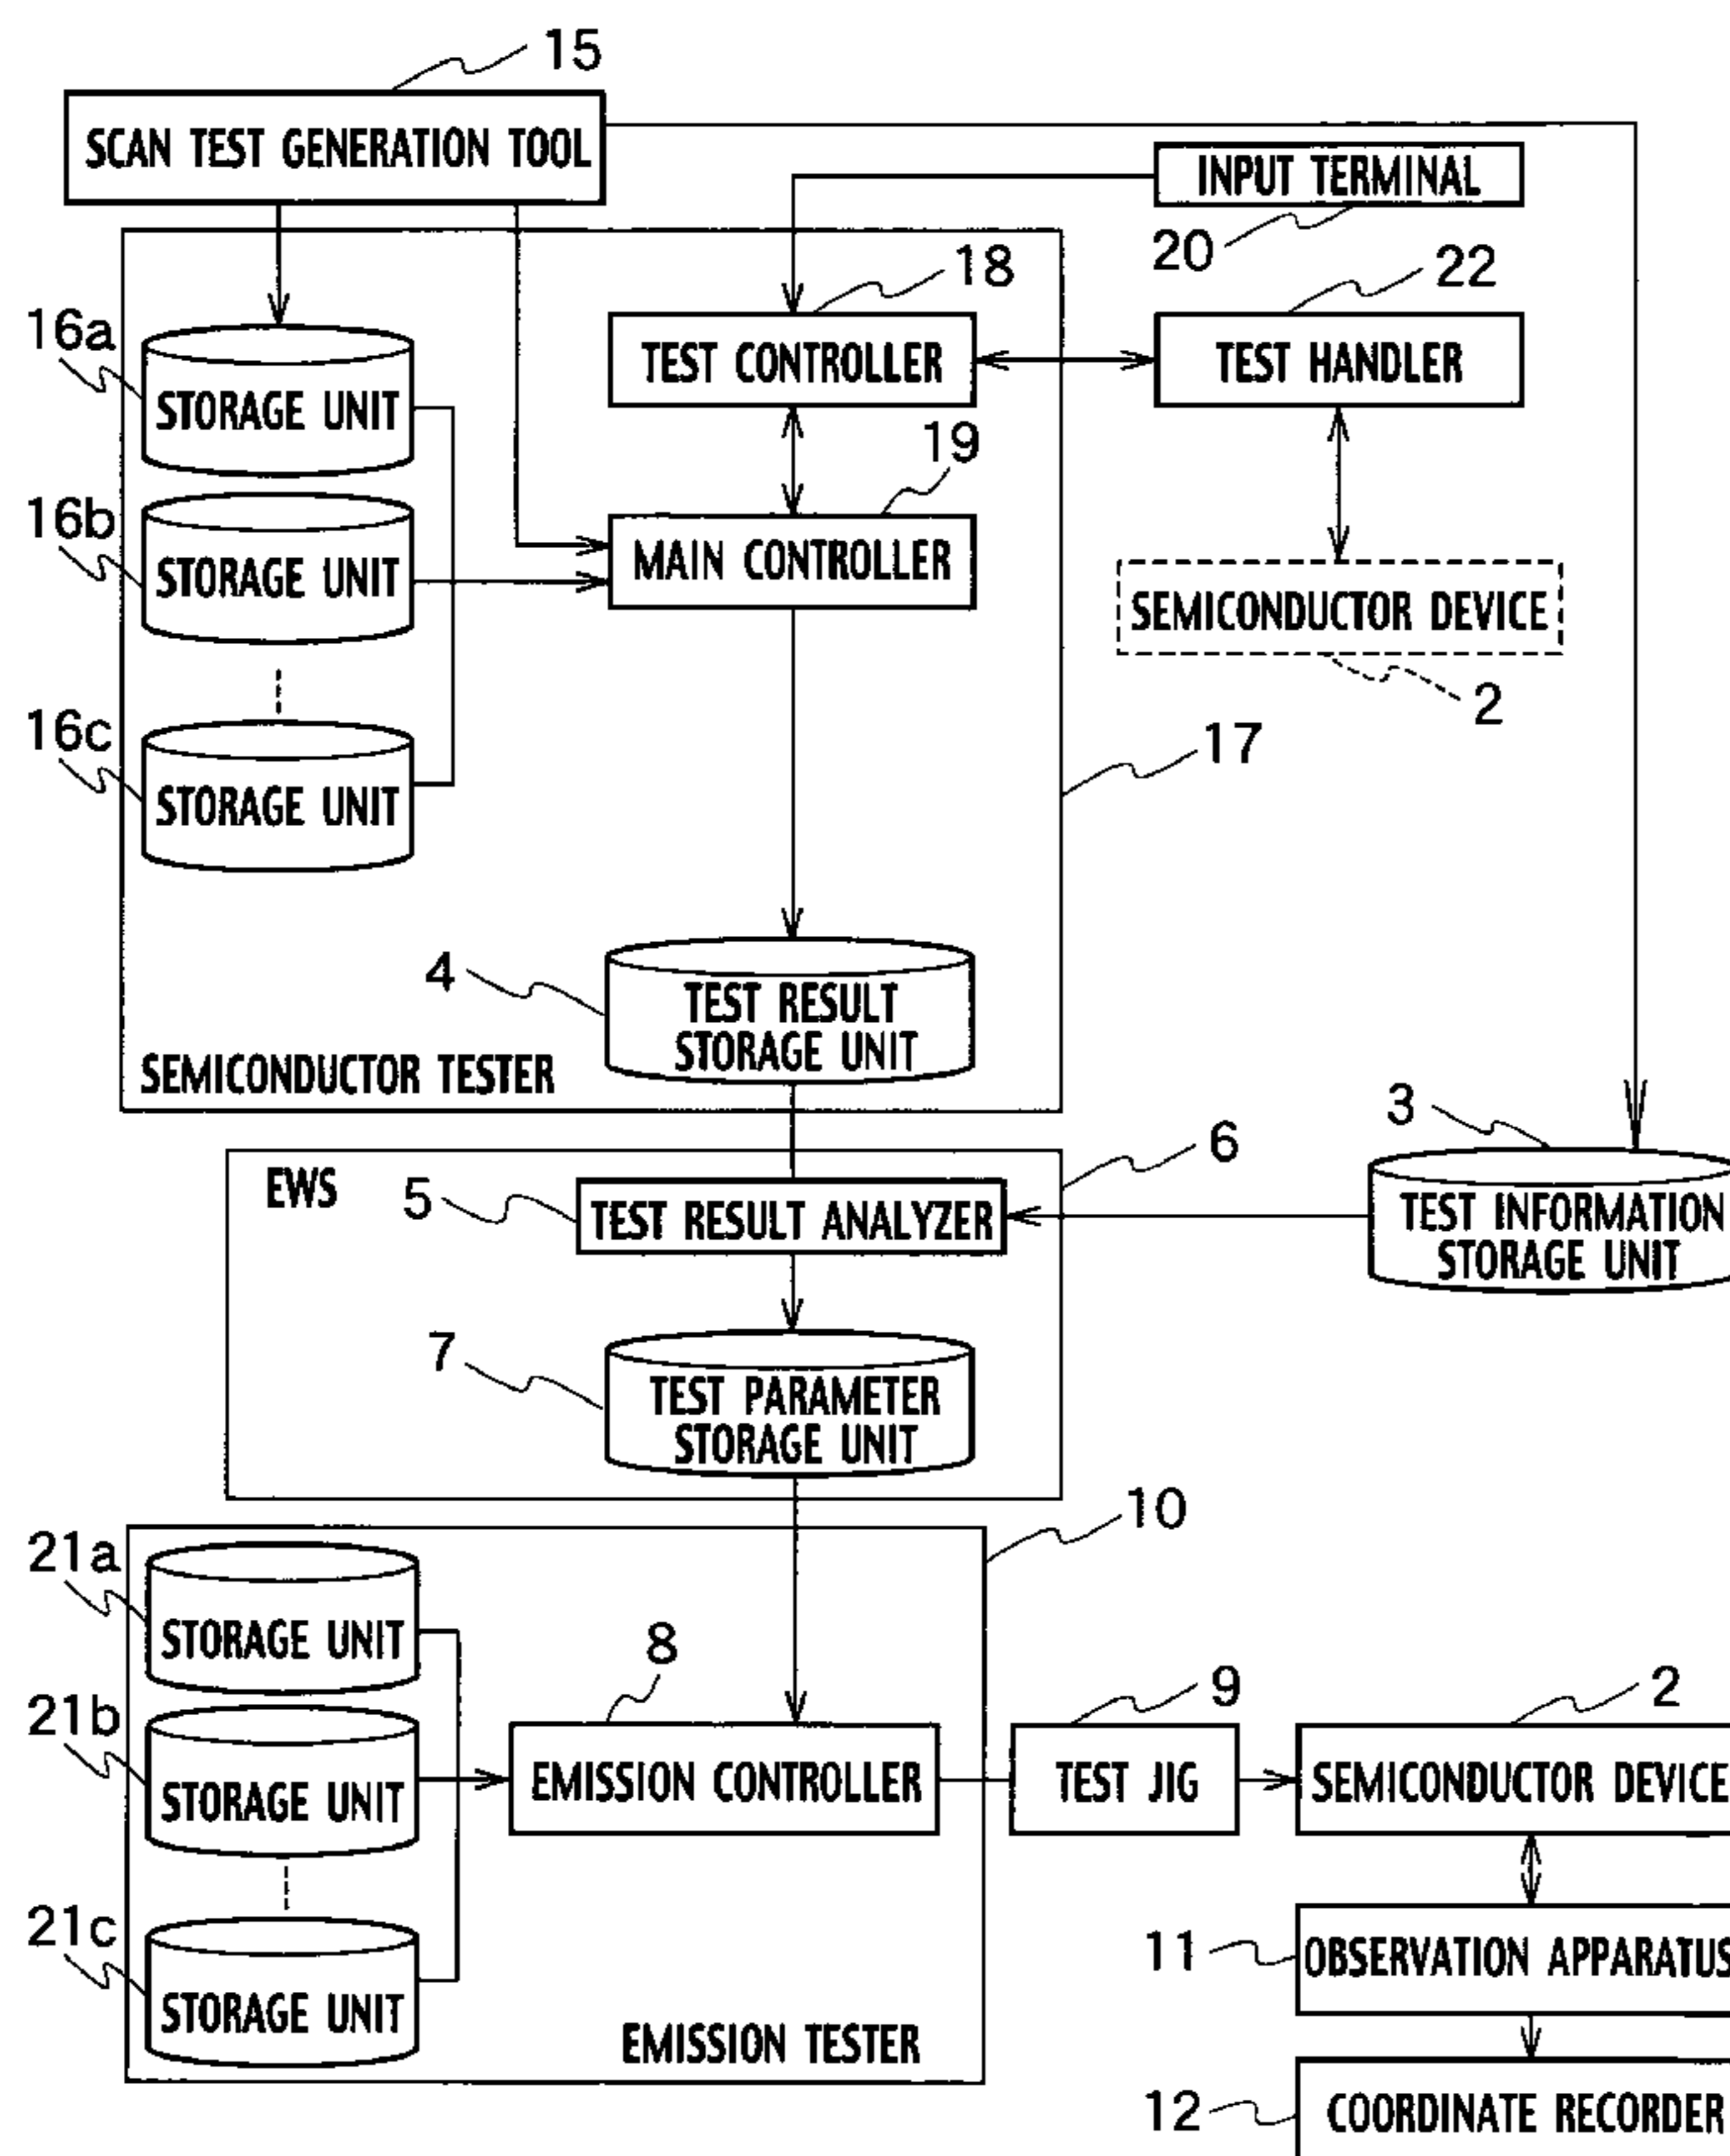 15
SCAN TEST GENERATION TOOL
INPUT TERMINAL
20
18
22
16a
STORAGE UNIT
TEST CONTROLLER
TEST HANDLER
19
16b
STORAGE UNIT
MAIN CONTROLLER
SEMICONDUCTOR DEVICE
2
16c
STORAGE UNIT
17
4
TEST RESULT
STORAGE UNIT
SEMICONDUCTOR TESTER
3
EWS
6
5
TEST RESULT ANALYZER
TEST INFORMATION
STORAGE UNIT
7
TEST PARAMETER
STORAGE UNIT
10
21a
STORAGE UNIT
8
9
2
21b
STORAGE UNIT
EMISSION CONTROLLER
TEST JIG
SEMICONDUCTOR DEVICE
21c
STORAGE UNIT
11
OBSERVATION APPARATUS
EMISSION TESTER
12
COORDINATE RECORDER